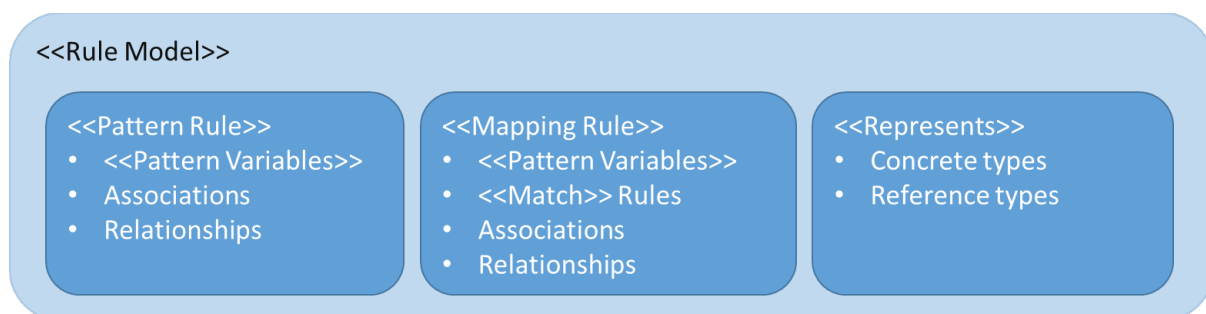 <<Rule Model>>
<<Pattern Rule>>
• <<Pattern Variables>>
• Associations
• Relationships
<<Mapping Rule>>
• <<Pattern Variables>>
• <<Match>> Rules
• Associations
• Relationships
<<Represents>>
• Concrete types
• Reference types